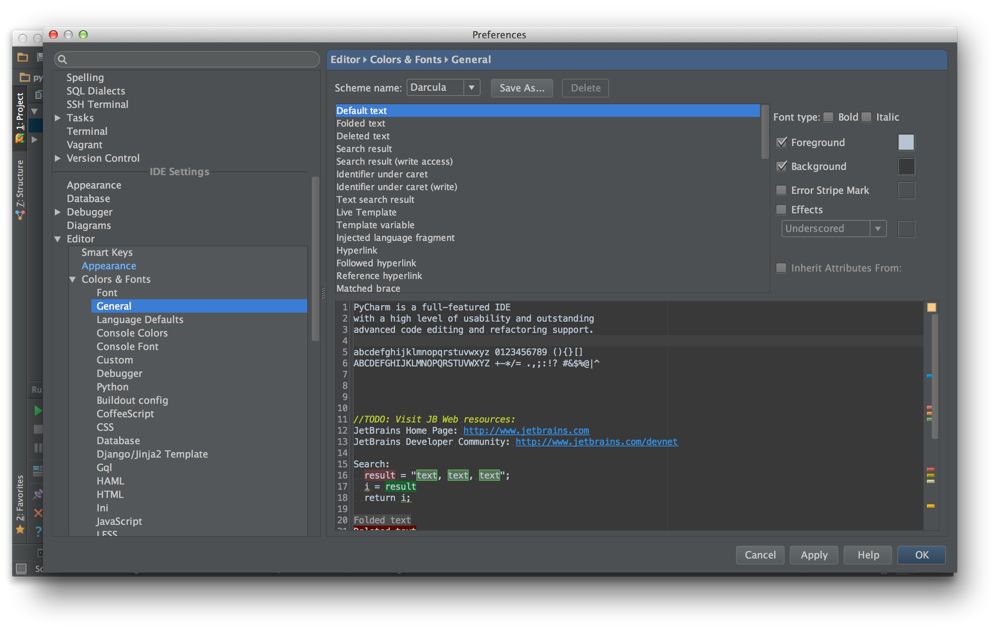 Preferences
py
1: Project
Z: Structure
2: Favorites
Ru
Sc
Spelling
SQL Dialects
SSH Terminal
Tasks
Terminal
Vagrant
Version Control
IDE Settings
Appearance
Database
Debugger
Diagrams
Editor
Smart Keys
Appearance
Colors & Fonts
Font
General
Language Defaults
Console Colors
Console Font
Custom
Debugger
Python
Buildout config
CoffeeScript
CSS
Database
Django/Jinja2 Template
Gql
HAML
HTML
Ini
JavaScript
LESS
Editor Colors & Fonts General
Scheme name: Darcula Save As... Delete
Default text
Folded text
Deleted text
Search result
Search result (write access)
Identifier under caret
Identifier under caret (write)
Text search result
Live Template
Template variable
Injected language fragment
Hyperlink
Followed hyperlink
Reference hyperlink
Matched brace
Font type: Bold Italic
Foreground
Background
Error Stripe Mark
Effects
Underscored
Inherit Attributes From:
1 PyCharm is a full-featured IDE
2 with a high level of usability and outstanding
3 advanced code editing and refactoring support.
4
5 abcdefghijklmnopqrstuvwxyz 0123456789 (){}[]
6 ABCDEFGHIJKLMNOPQRSTUVWXYZ +-*/= .,;:!? #&$%@|^
7
8
9
10
11 //TODO: Visit JB Web resources:
12 JetBrains Home Page: http://www.jetbrains.com
13 JetBrains Developer Community: http://www.jetbrains.com/devnet
14
15 Search:
16 result = "text, text, text";
17 i = result
18 return i;
19
20 Folded text
21 Deleted text
Cancel Apply Help OK